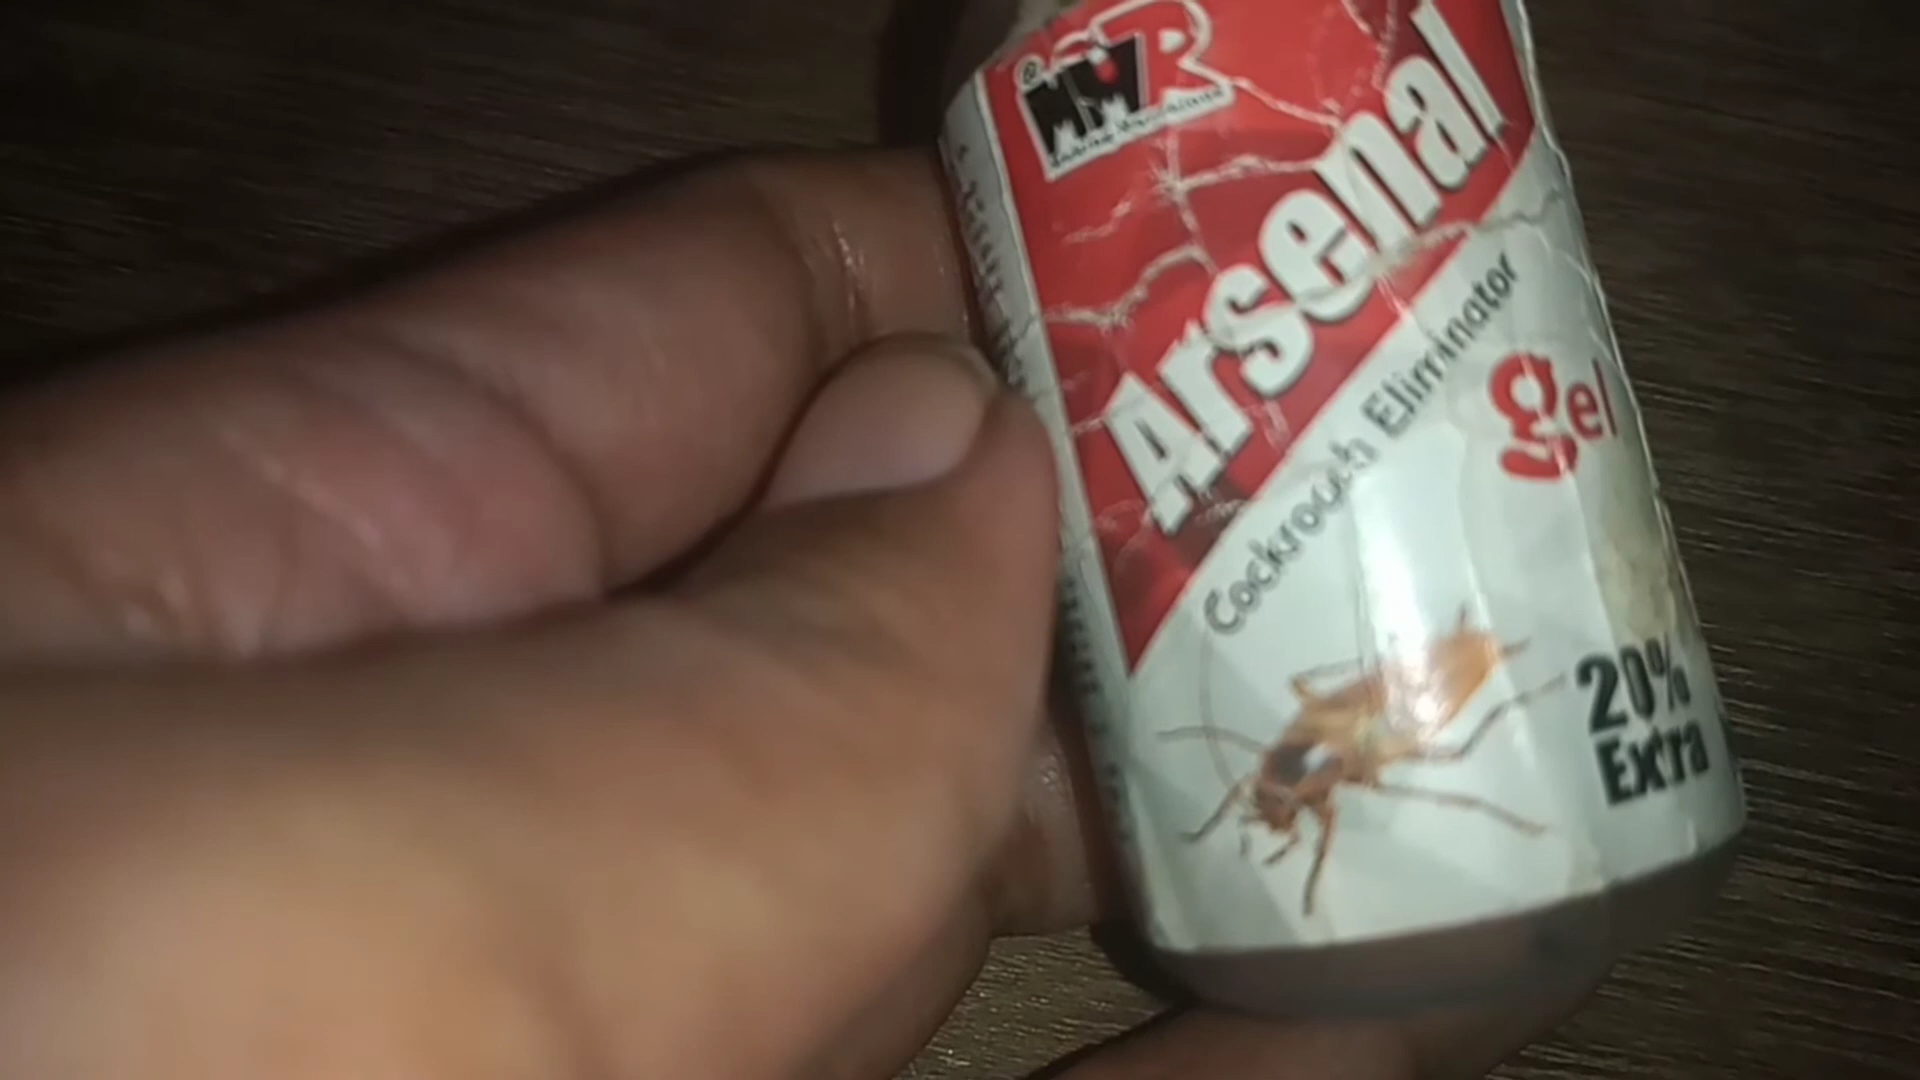 ®
MWR
Arsenal
Cockroach Eliminator
gel
20%
Extra